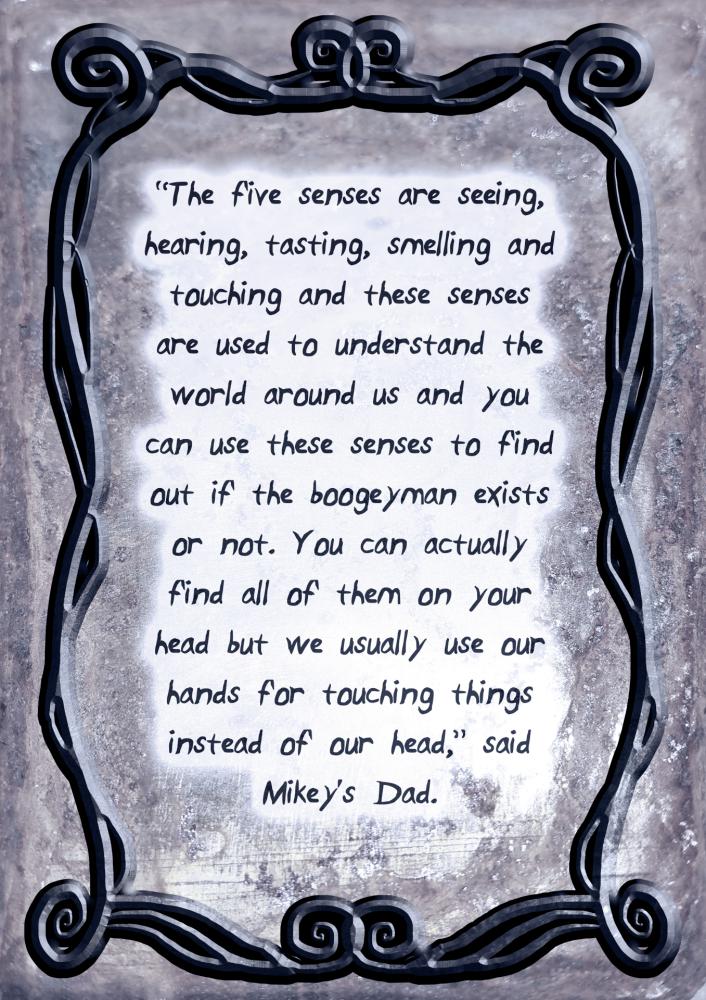 “The five senses are seeing,
hearing, tasting, smelling and
touching and these senses
are used to understand the
world around us and you
can use these senses to find
out if the boogeyman exists
or not. You can actually
find all of them on your
head but we usually use our
hands for touching things
instead of our head,” said
Mikey's Dad.